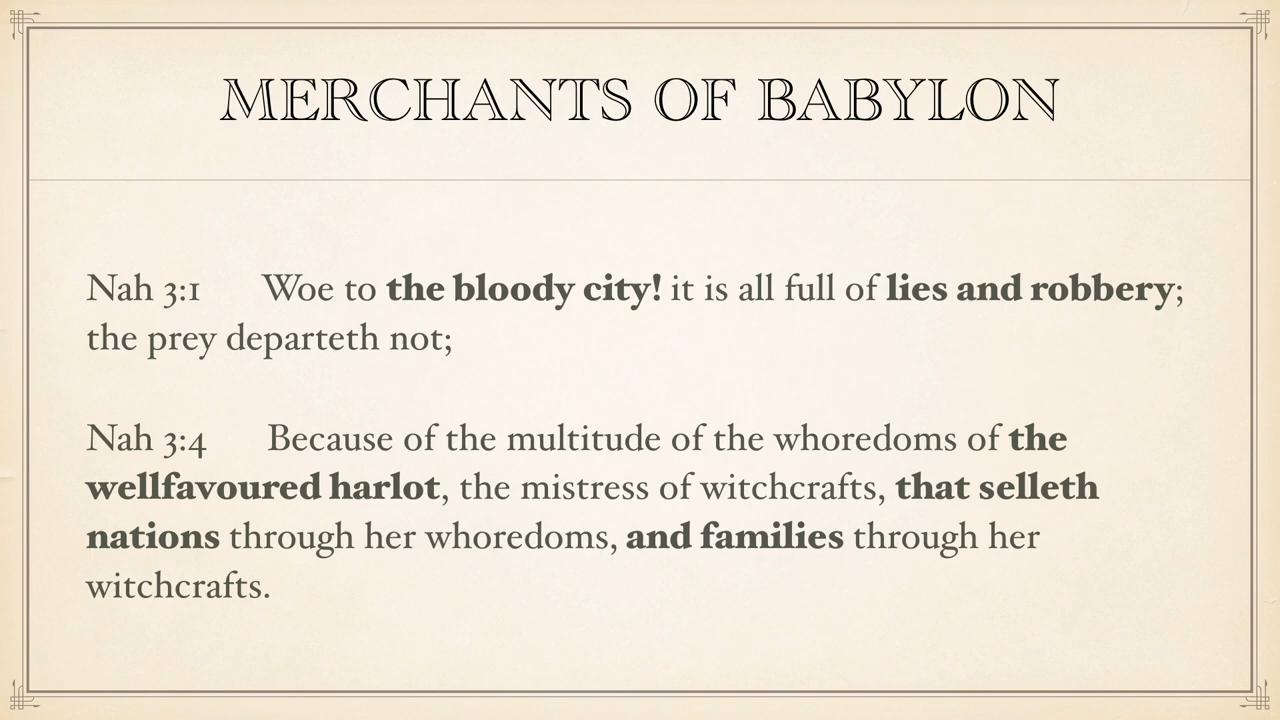 MERCHANTS OF BABYLON
Nah 3:1 Woe to the bloody city! it is all full of lies and robbery;
the prey departeth not;
Nah 3:4 Because of the multitude of the whoredoms of the
wellfavoured harlot, the mistress of witchcrafts, that selleth
nations through her whoredoms, and families through her
witchcrafts.